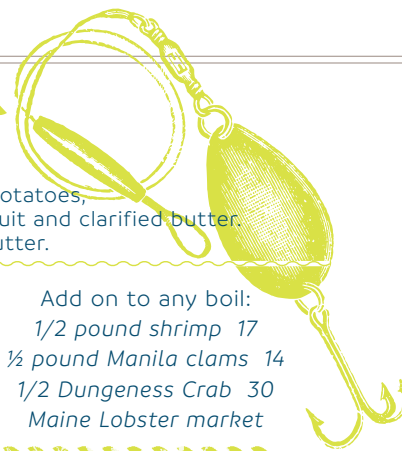 otatoes,
uit and clarified butter.
utter.
Add on to any boil:
1/2 pound shrimp 17
½ pound Manila clams 14
1/2 Dungeness Crab 30
Maine Lobster market